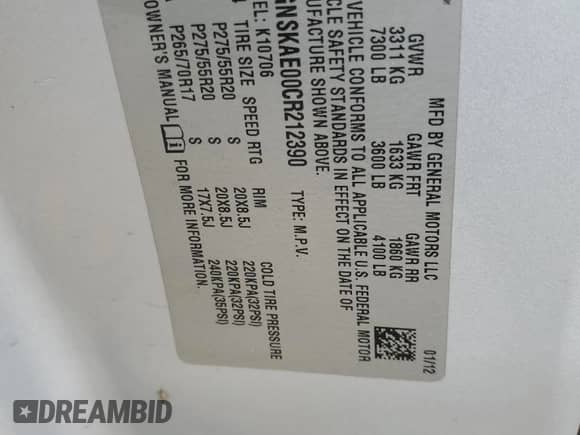 MFD BY GENERAL MOTORS LLC
01/12
GVWR GAWR FRT GAWR RR
3311 KG 1633 KG 1860 KG
7300 LB 3600 LB 4100 LB
VEHICLE CONFORMS TO ALL APPLICABLE U.S. FEDERAL MOTOR
SAFETY STANDARDS IN EFFECT ON THE DATE OF
SHOWN ABOVE.
GNSKAE00CR212390 TYPE: M.P.V.
EL: K10706
TIRE SIZE SPEED RTG RIM COLD TIRE PRESSURE
P275/55R20 S 20X8.5J 220KPA(32PSI)
P275/55R20 S 20X8.5J 220KPA(32PSI)
P265/70R17 S 17X7.5J 240KPA(35PSI)
OWNER'S MANUAL FOR MORE INFORMATION.
DREAMBID